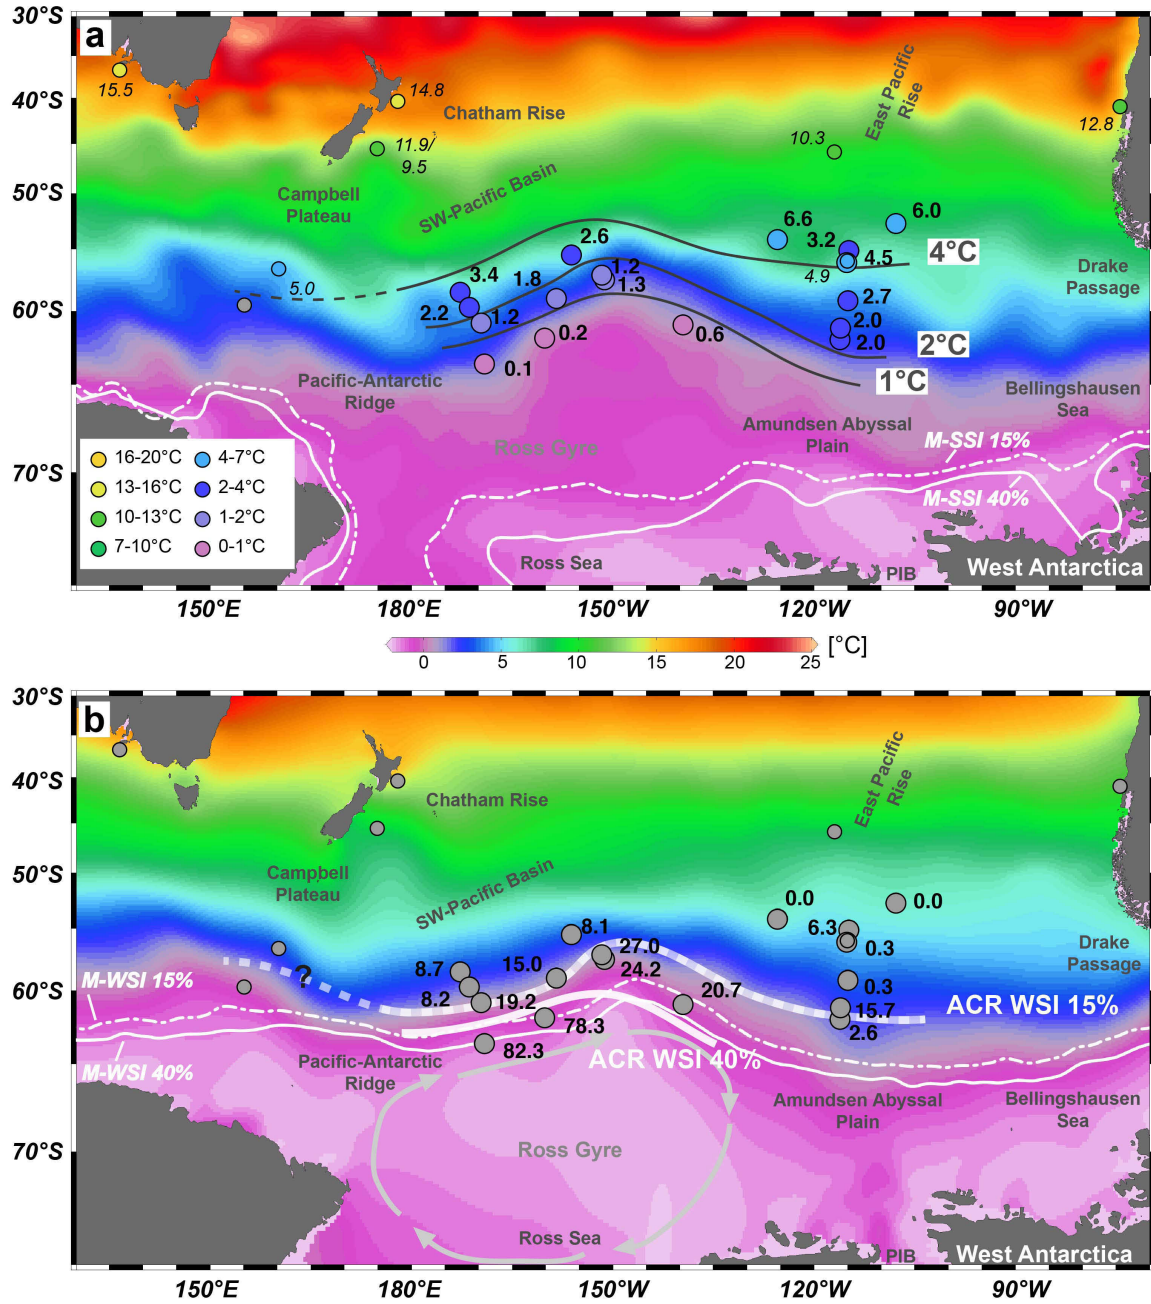 30°S
a
15.5
14.8
East Pacific
Rise
40°S
Chatham Rise
12.8
11.9/
9.5
10.3
50°S
Campbell
Plateau
SW-Pacific Basin
6.6
6.0
2.6
3.2
4.5
4°C
4.9
Drake
Passage
5.0
3.4
1.8
1.2
1.3
2.7
60°S
2.2
1.2
0.2
0.6
2.0
2.0
2°C
0.1
1°C
Pacific-Antarctic
Ridge
Bellingshausen
Sea
Amundsen Abyssal
Plain
Ross Gyre
M-SSI 15%
70°S
M-SSI 40%
16-20°C
4-7°C
13-16°C
2-4°C
10-13°C
1-2°C
7-10°C
0-1°C
Ross Sea
PIB
West Antarctica
150°E
180°E
150°W
120°W
90°W
0
5
10
15
20
25
[°C]
30°S
b
East Pacific
Rise
40°S
Chatham Rise
50°S
Campbell
Plateau
SW-Pacific Basin
0.0
0.0
8.1
6.3
0.3
27.0
Drake
Passage
8.7
15.0
24.2
?
M-WSI 15%
60°S
8.2
19.2
20.7
0.3
15.7
ACR WSI 15%
2.6
78.3
82.3
ACR WSI 40%
M-WSI 40%
Pacific-Antarctic
Ridge
Amundsen Abyssal
Plain
Bellingshausen
Sea
70°S
Ross Gyre
Ross Sea
PIB
West Antarctica
150°E
180°E
150°W
120°W
90°W